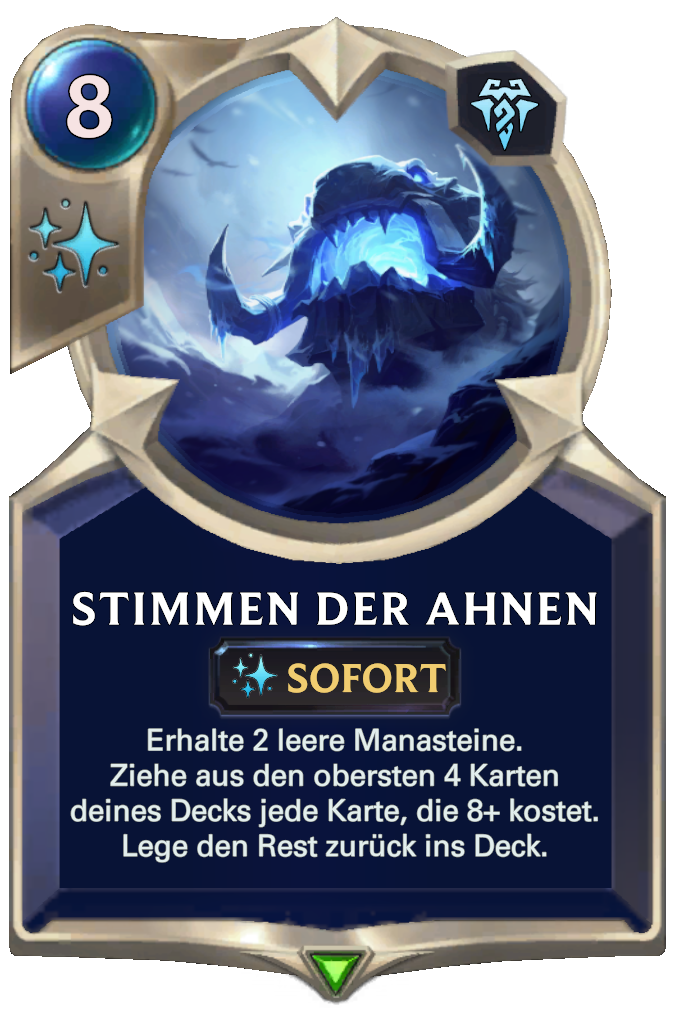 8
STIMMEN DER AHNEN
SOFORT
Erhalte 2 leere Manasteine.
Ziehe aus den obersten 4 Karten
deines Decks jede Karte, die 8+ kostet.
Lege den Rest zurück ins Deck.